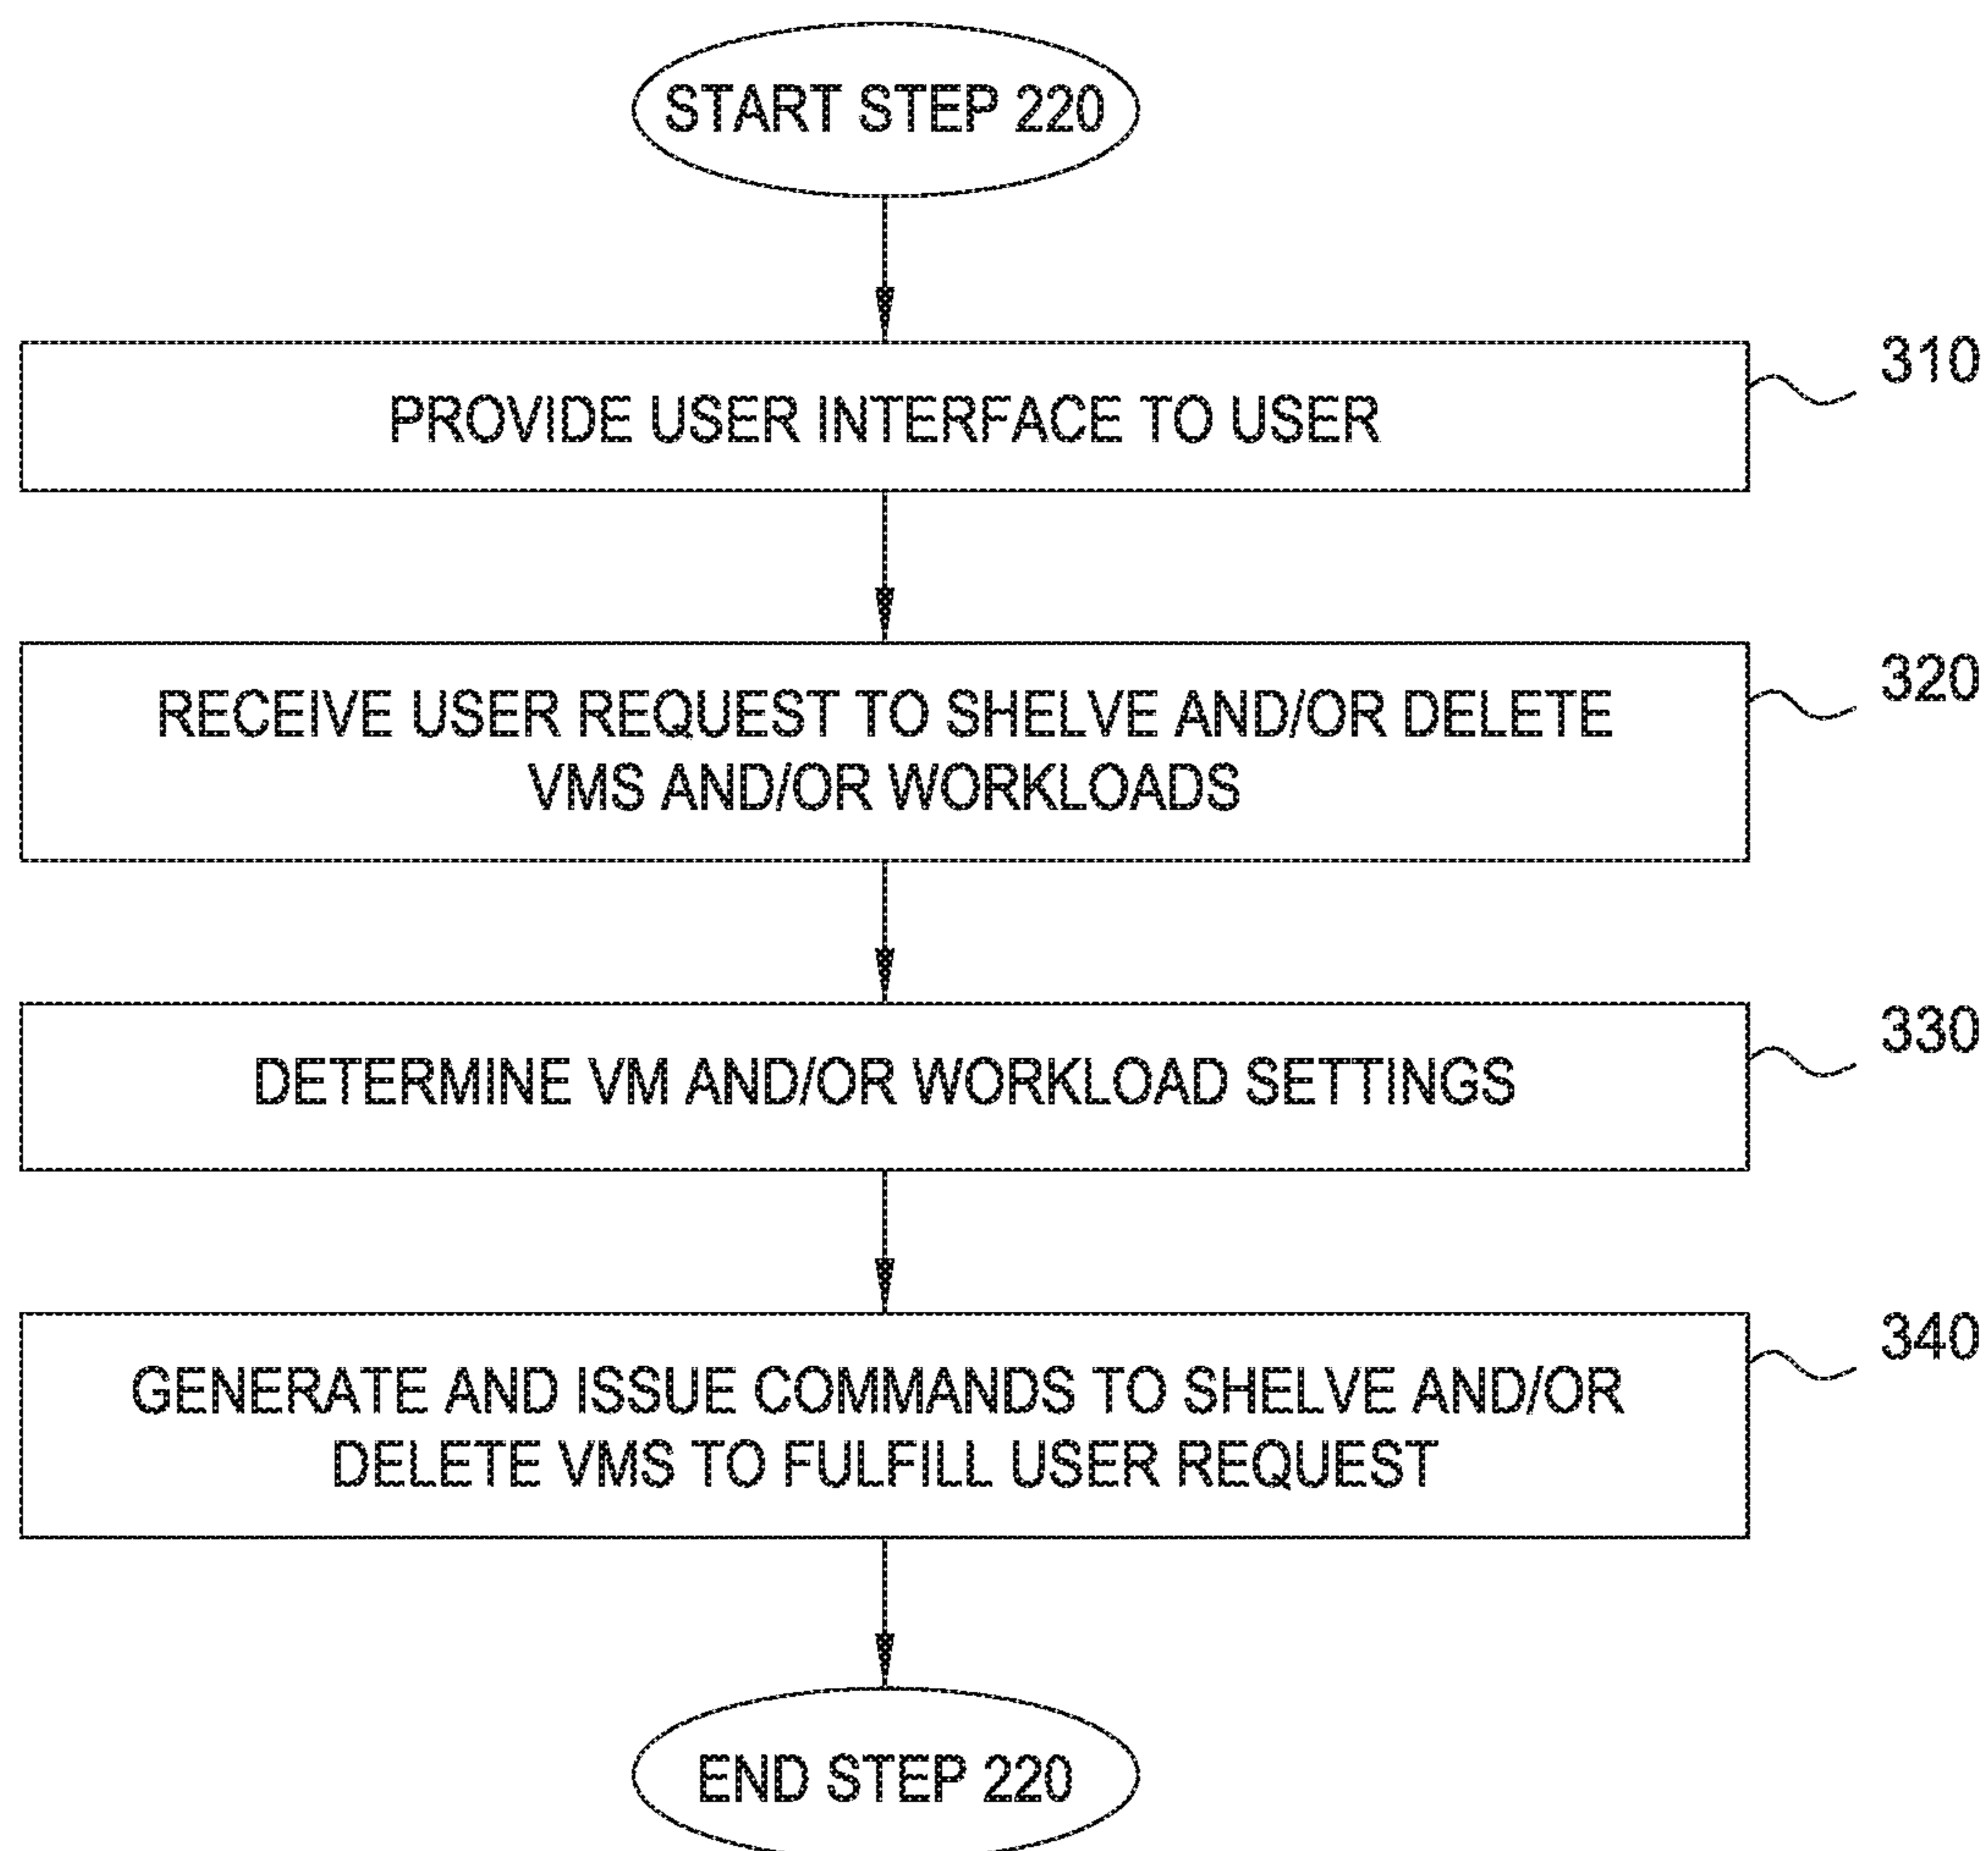 START STEP 220
310
PROVIDE USER INTERFACE TO USER
320
RECEIVE USER REQUEST TO SHELVE AND/OR DELETE
VMS AND/OR WORKLOADS
330
DETERMINE VM AND/OR WORKLOAD SETTINGS
340
GENERATE AND ISSUE COMMANDS TO SHELVE AND/OR
DELETE VMS TO FULFILL USER REQUEST
END STEP 220